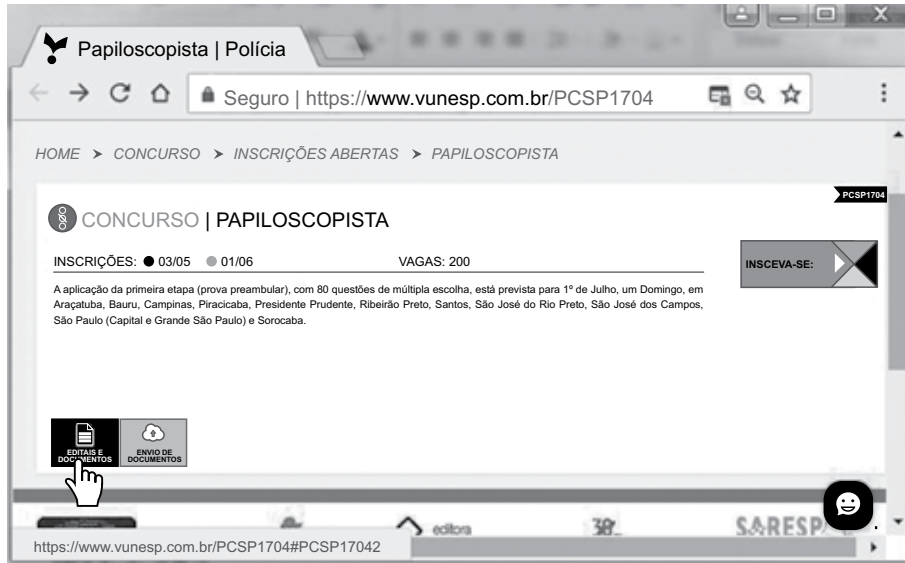 Papiloscopista | Polícia
Seguro | https://www.vunesp.com.br/PCSP1704
HOME > CONCURSO > INSCRIÇÕES ABERTAS > PAPILOSCOPISTA
PCSP1704
CONCURSO | PAPILOSCOPISTA
INSCRIÇÕES: ● 03/05 ● 01/06 VAGAS: 200
INSCEVA-SE:
A aplicação da primeira etapa (prova preambular), com 80 questões de múltipla escolha, está prevista para 1º de Julho, um Domingo, em
Araçatuba, Bauru, Campinas, Piracicaba, Presidente Prudente, Ribeirão Preto, Santos, São José do Rio Preto, São José dos Campos,
São Paulo (Capital e Grande São Paulo) e Sorocaba.
EDITAIS E
DOCUMENTOS
ENVIO DE
DOCUMENTOS
editora
SARESP
https://www.vunesp.com.br/PCSP1704#PCSP17042